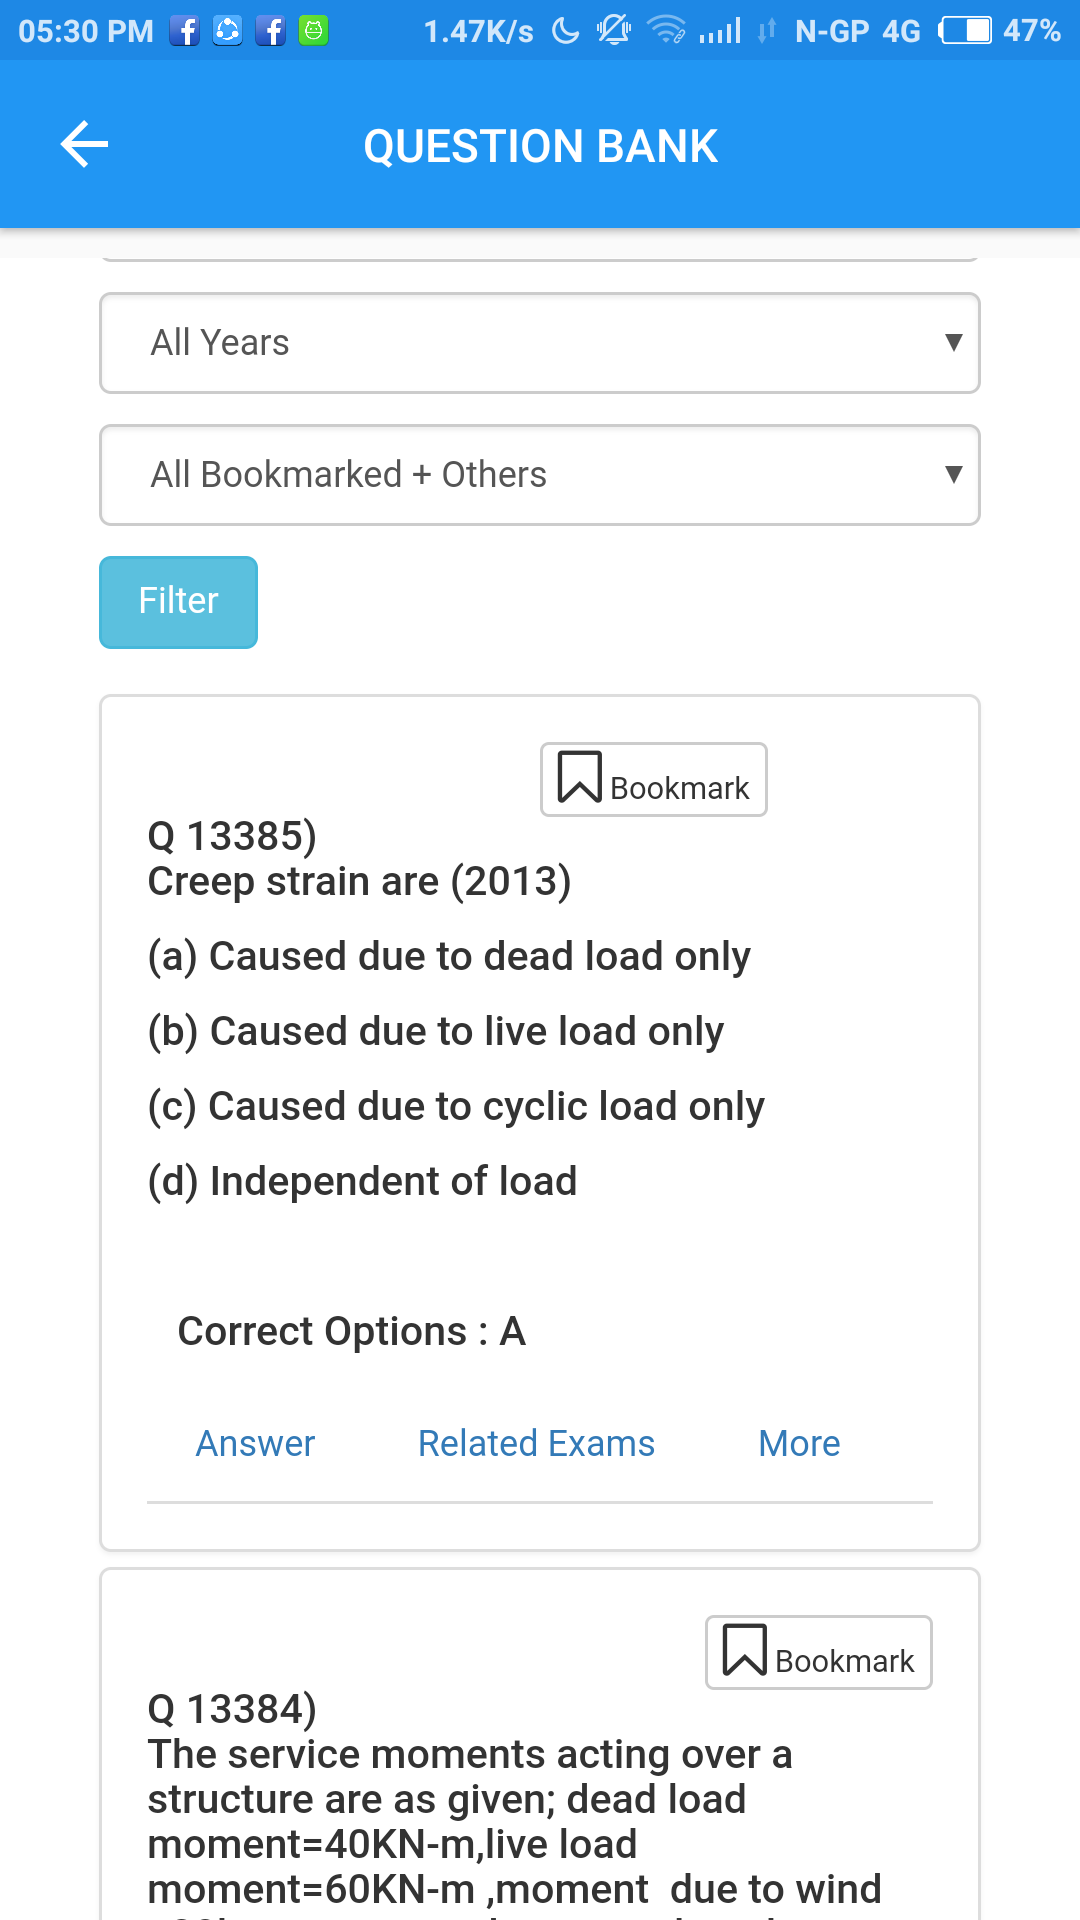 05:30 PM 1.47K/s N-GP 4G 47%
QUESTION BANK
All Years
All Bookmarked + Others
Filter
Bookmark
Q 13385)
Creep strain are (2013)
(a) Caused due to dead load only
(b) Caused due to live load only
(c) Caused due to cyclic load only
(d) Independent of load
Correct Options : A
Answer Related Exams More
Bookmark
Q 13384)
The service moments acting over a
structure are as given; dead load
moment=40KN-m,live load
moment=60KN-m ,moment  due to wind